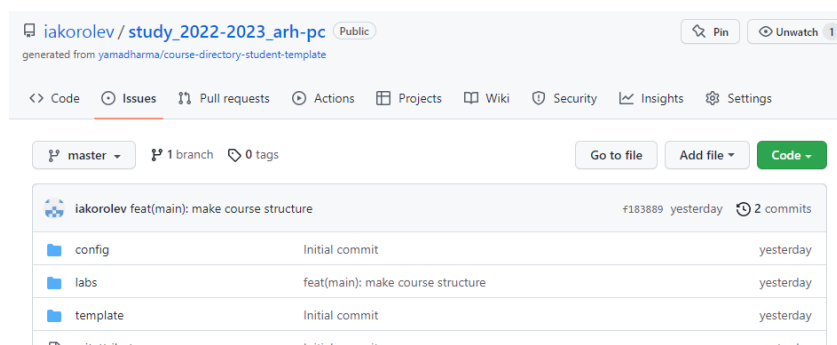 iakorolev / study_2022-2023_arh-pc Public Pin Unwatch 1
generated from yamadharma/course-directory-student-template
Code Issues Pull requests Actions Projects Wiki Security Insights Settings
master 1 branch 0 tags Go to file Add file Code
iakorolev feat(main): make course structure f183889 yesterday 2 commits
config Initial commit yesterday
labs feat(main): make course structure yesterday
template Initial commit yesterday